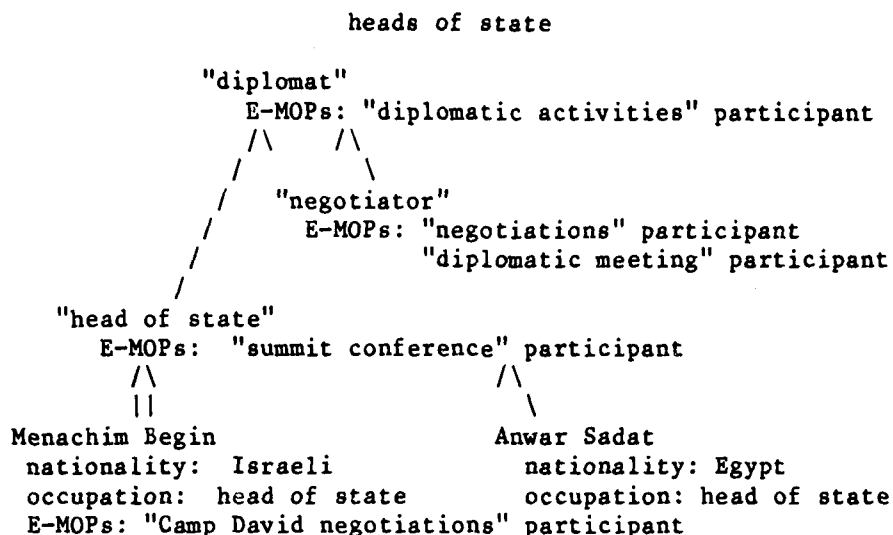 heads of state
"diplomat"
E-MOPs: "diplomatic activities" participant
/\ /\
/ \
/ "negotiator"
/ E-MOPs: "negotiations" participant
/ "diplomatic meeting" participant
/
"head of state"
E-MOPs: "summit conference" participant
/\ /\
|| \
Menachim Begin Anwar Sadat
nationality: Israeli nationality: Egypt
occupation: head of state occupation: head of state
E-MOPs: "Camp David negotiations" participant